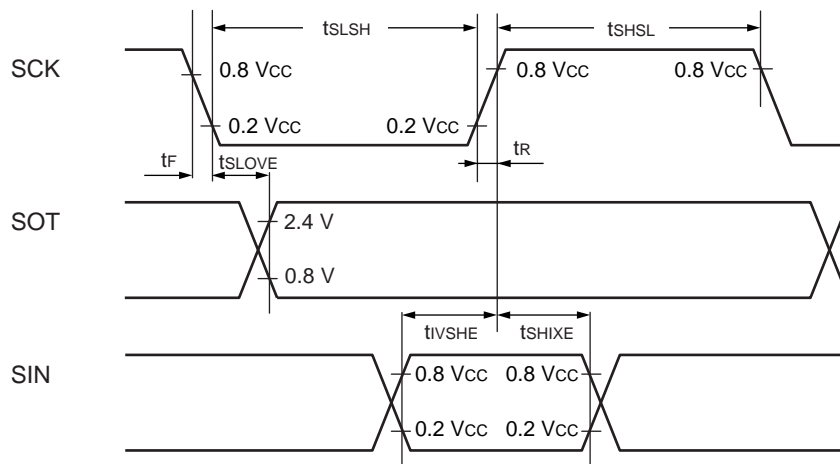 tSLSH
tSHSL
SCK
0.8 VCC
0.8 VCC
0.8 VCC
0.2 VCC
0.2 VCC
tF
tSLOVE
tR
SOT
2.4 V
0.8 V
tIVSHE
tSHIXE
SIN
0.8 VCC
0.8 VCC
0.2 VCC
0.2 VCC